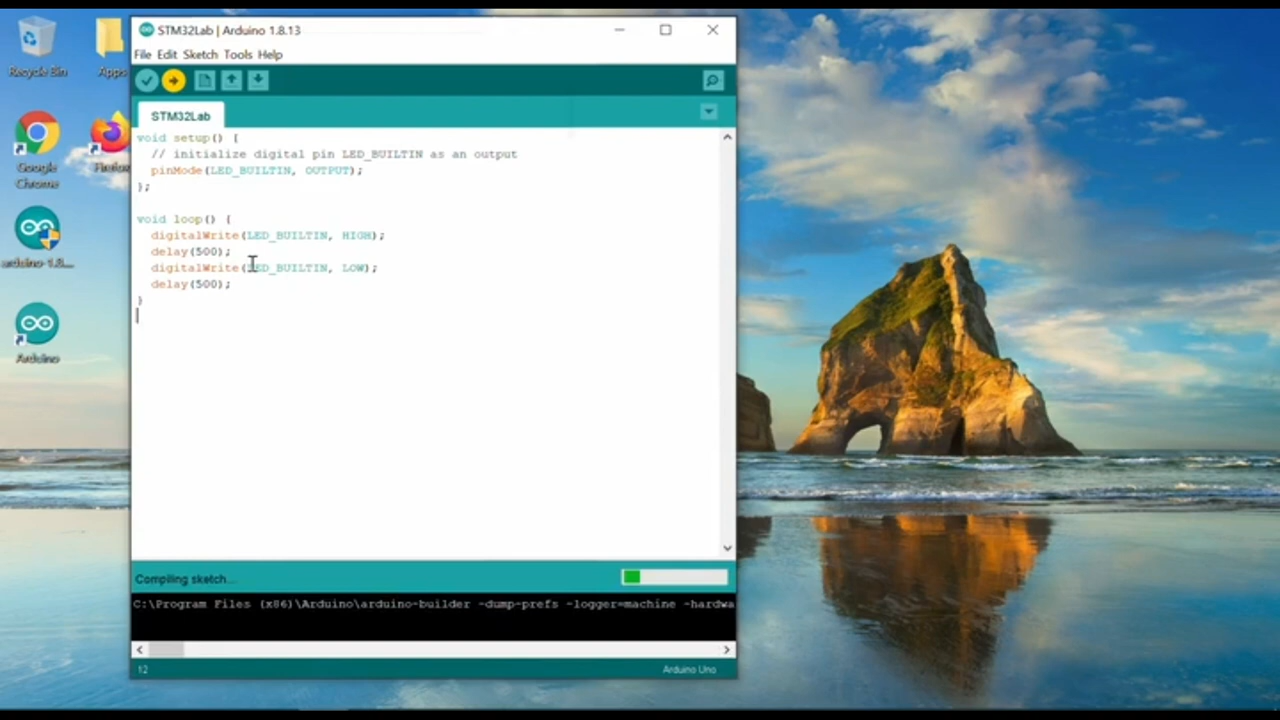 STM32Lab | Arduino 1.8.13
File Edit Sketch Tools Help
STM32Lab
void setup() {
// initialize digital pin LED_BUILTIN as an output
pinMode(LED_BUILTIN, OUTPUT);
};
void loop() {
digitalWrite(LED_BUILTIN, HIGH);
delay(500);
digitalWrite(LED_BUILTIN, LOW);
delay(500);
}
Compiling sketch...
C:\Program Files (x86)\Arduino\arduino-builder -dump-prefs -logger=machine -hardwa
12
Arduino Uno
Recycle Bin
Apps
Google
Chrome
Firefox
arduino-1.8....
Arduino